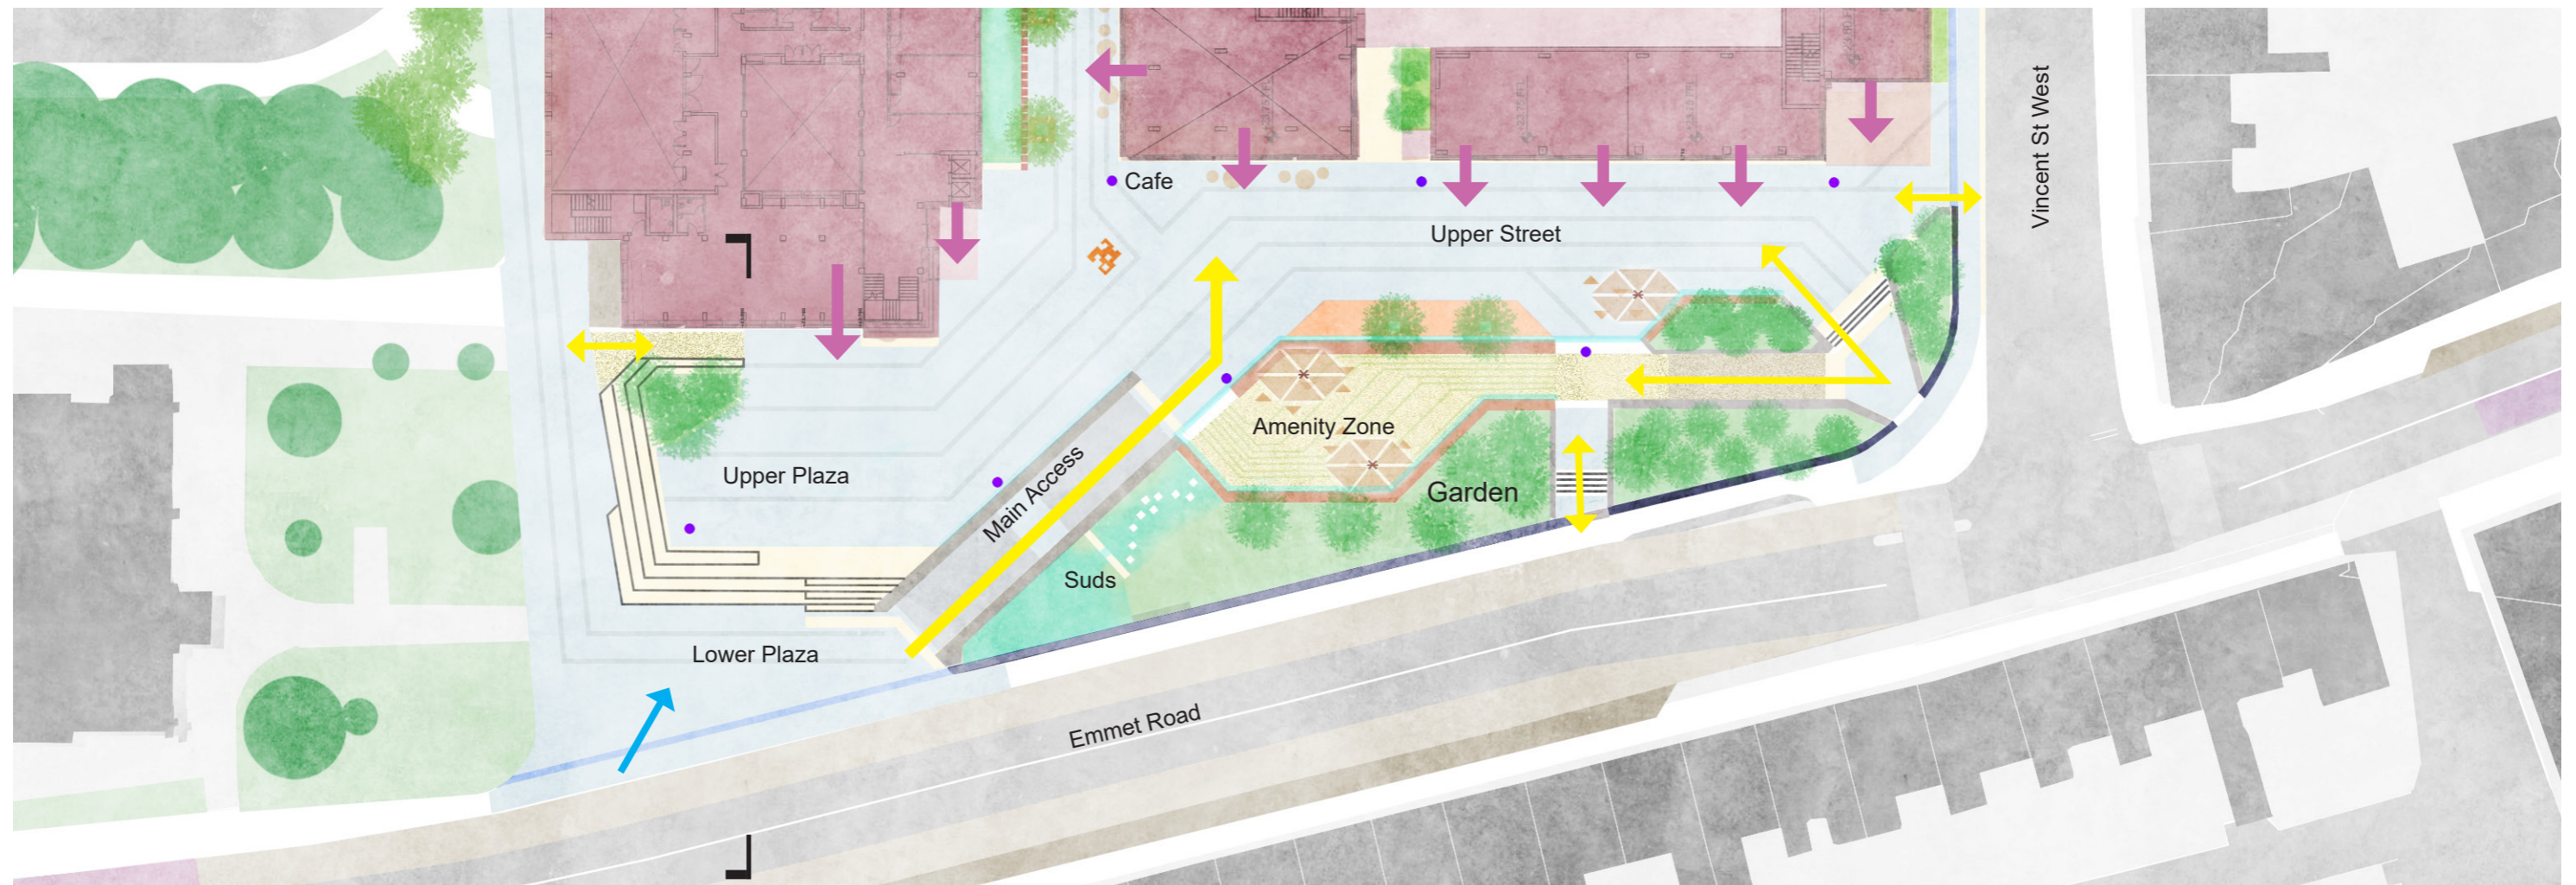 Vincent St West
Cafe
Upper Street
Amenity Zone
Upper Plaza
Main Access
Garden
Suds
Lower Plaza
Emmet Road